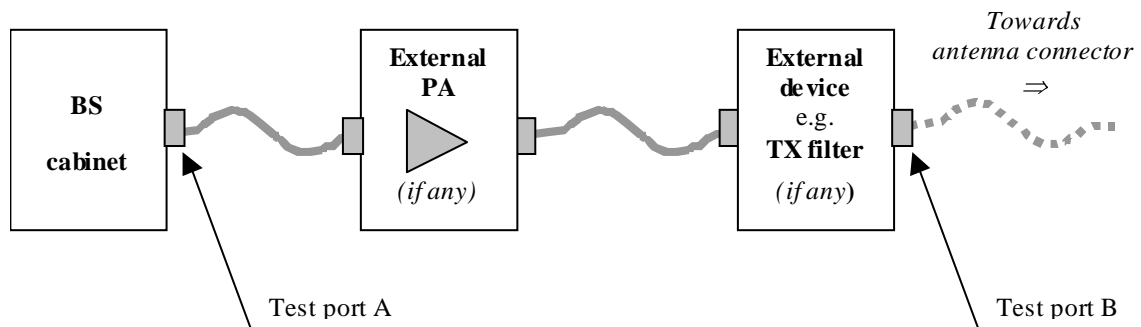 BS
cabinet
External
PA
(if any)
External
device
e.g.
TX filter
(if any)
Towards
antenna connector
⇒
Test port A
Test port B